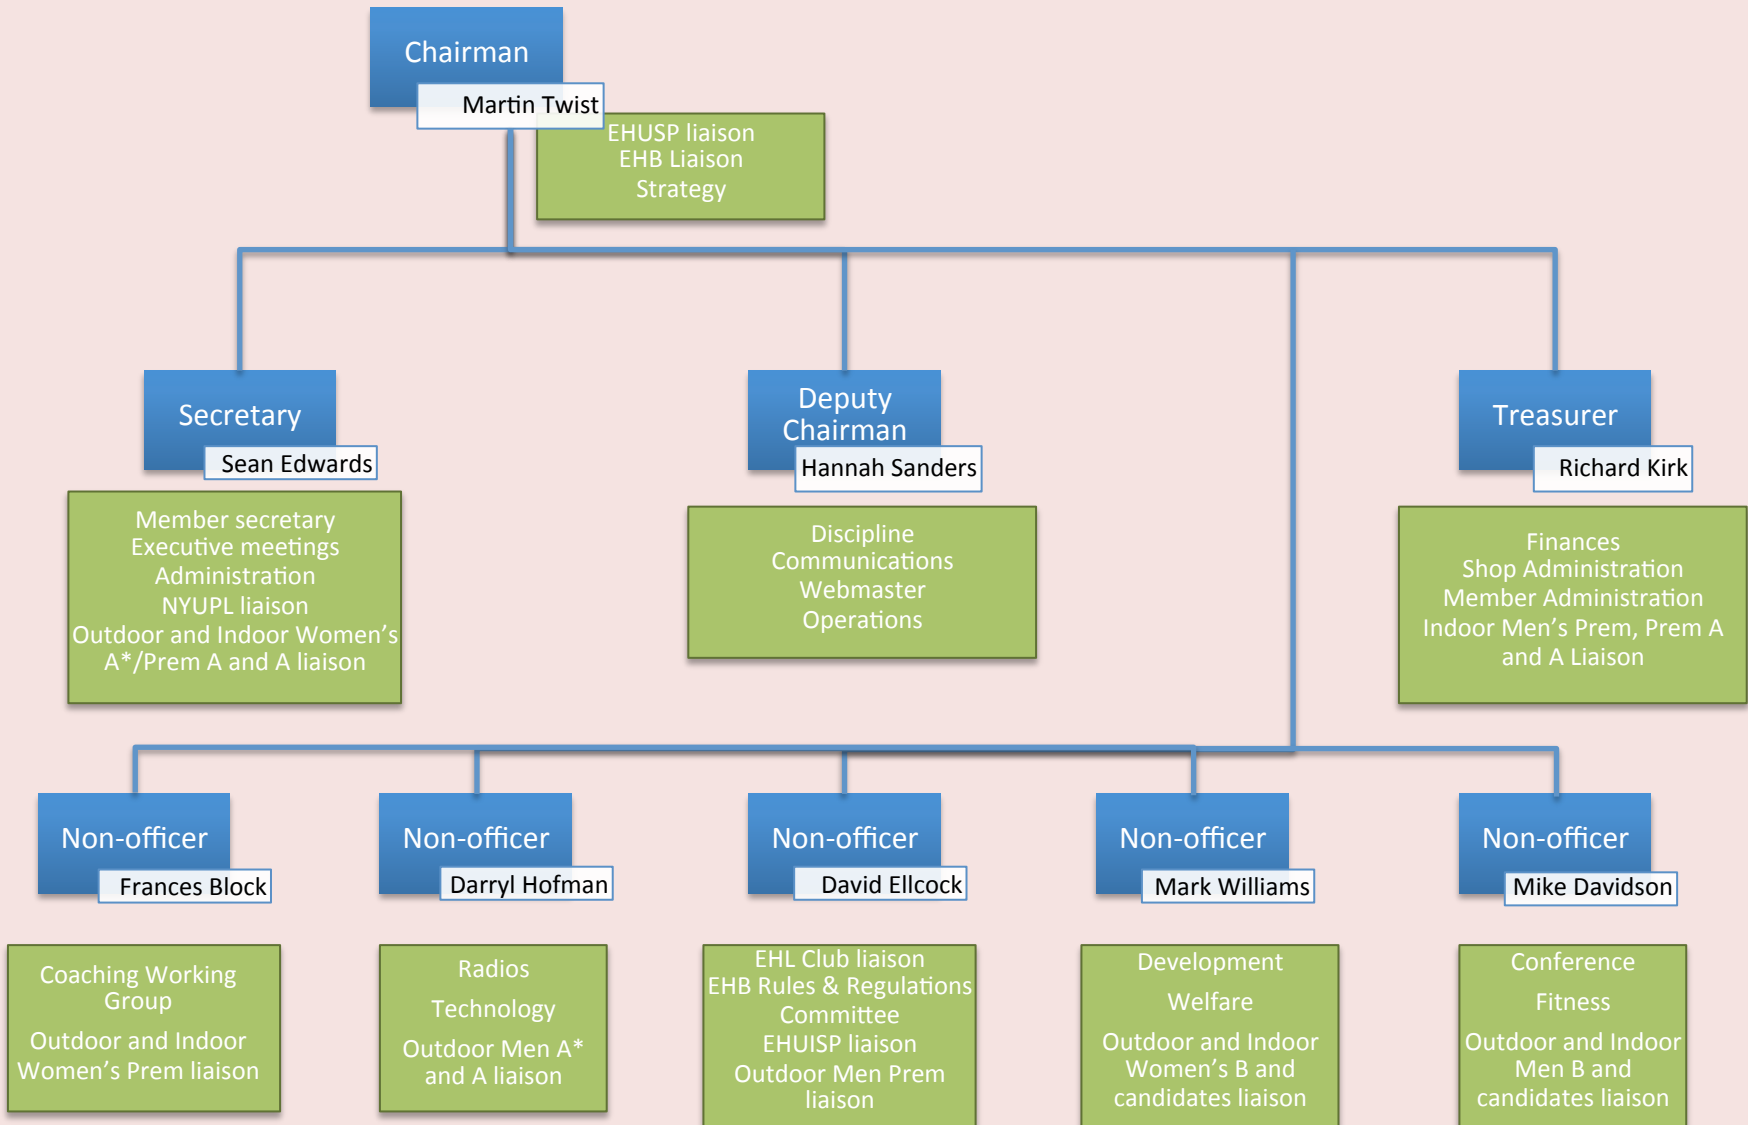 Chairman
Martin Twist
EHUSP liaison
EHB Liaison
Strategy
Secretary
Sean Edwards
Member secretary
Executive meetings
Administration
NYUPL liaison
Outdoor and Indoor Women's
A*/Prem A and A liaison
Deputy
Chairman
Hannah Sanders
Discipline
Communications
Webmaster
Operations
Treasurer
Richard Kirk
Finances
Shop Administration
Member Administration
Indoor Men's Prem, Prem A
and A Liaison
Non-officer
Frances Block
Coaching Working
Group
Outdoor and Indoor
Women's Prem liaison
Non-officer
Darryl Hofman
Radios
Technology
Outdoor Men A*
and A liaison
Non-officer
David Ellcock
EHL Club liaison
EHB Rules & Regulations
Committee
EHUISP liaison
Outdoor Men Prem
liaison
Non-officer
Mark Williams
Development
Welfare
Outdoor and Indoor
Women's B and
candidates liaison
Non-officer
Mike Davidson
Conference
Fitness
Outdoor and Indoor
Men B and
candidates liaison